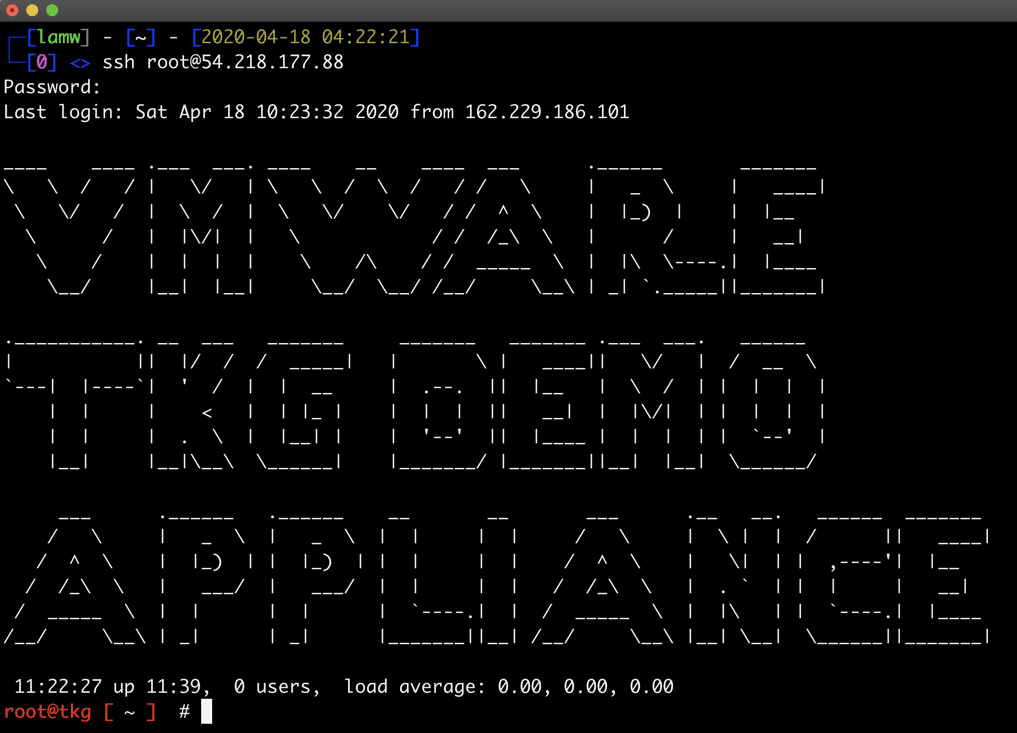 [lamw] - [~] - [2020-04-18 04:22:21]
[0] <> ssh root@54.218.177.88
Password:
Last login: Sat Apr 18 10:23:32 2020 from 162.229.186.101
VMWARE
TKG DEMO
APPLIANCE
11:22:27 up 11:39,  0 users,  load average: 0.00, 0.00, 0.00
root@tkg [ ~ ]  #